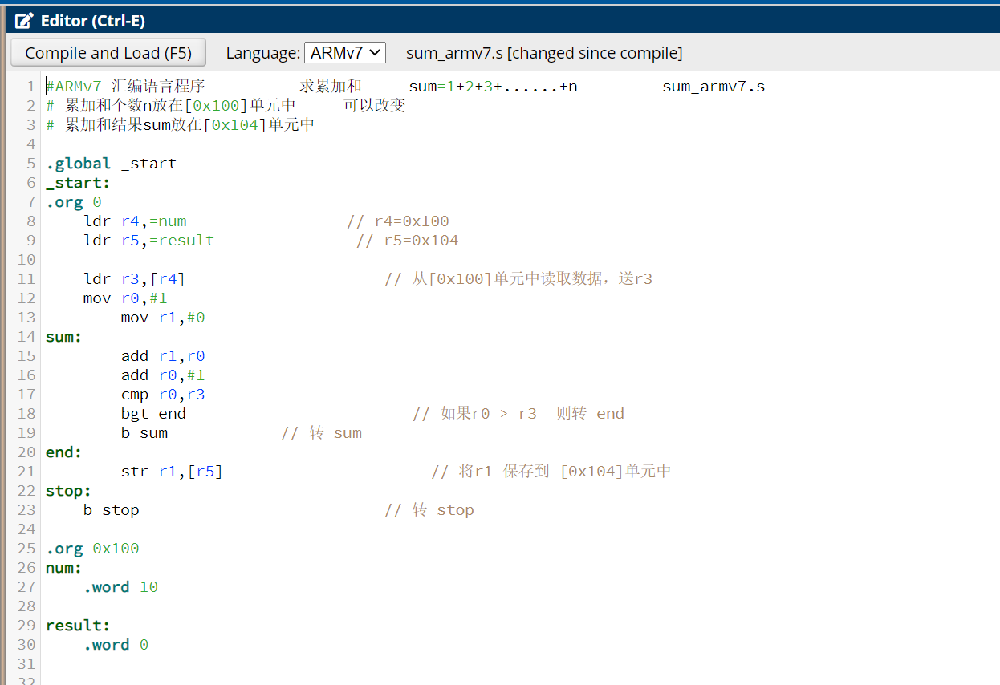 Editor (Ctrl-E)
Compile and Load (F5) Language: ARMv7 sum_armv7.s [changed since compile]
1 #ARMv7 汇编语言程序 求累加和 sum=1+2+3+......+n sum_armv7.s
2 # 累加和个数n放在[0x100]单元中 可以改变
3 # 累加和结果sum放在[0x104]单元中
4
5 .global _start
6 _start:
7 .org 0
8 ldr r4,=num // r4=0x100
9 ldr r5,=result // r5=0x104
10
11 ldr r3,[r4] // 从[0x100]单元中读取数据，送r3
12 mov r0,#1
13 mov r1,#0
14 sum:
15 add r1,r0
16 add r0,#1
17 cmp r0,r3
18 bgt end // 如果r0 > r3 则转 end
19 b sum // 转 sum
20 end:
21 str r1,[r5] // 将r1 保存到 [0x104]单元中
22 stop:
23 b stop // 转 stop
24
25 .org 0x100
26 num:
27 .word 10
28
29 result:
30 .word 0
31
32